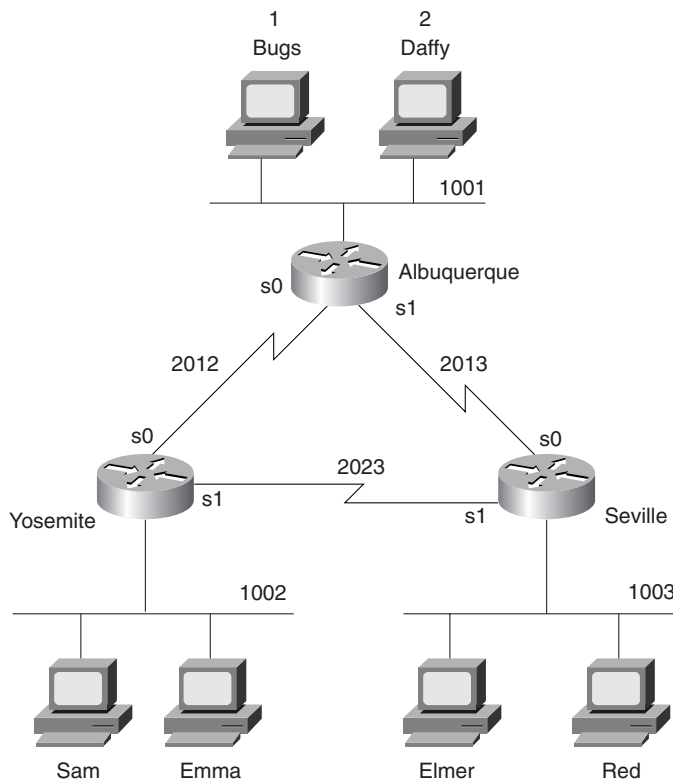 1 2
Bugs Daffy
1001
Albuquerque
s0
s1
2012 2013
s0 s0
2023
s1
s1
Yosemite Seville
1002 1003
Sam Emma Elmer Red